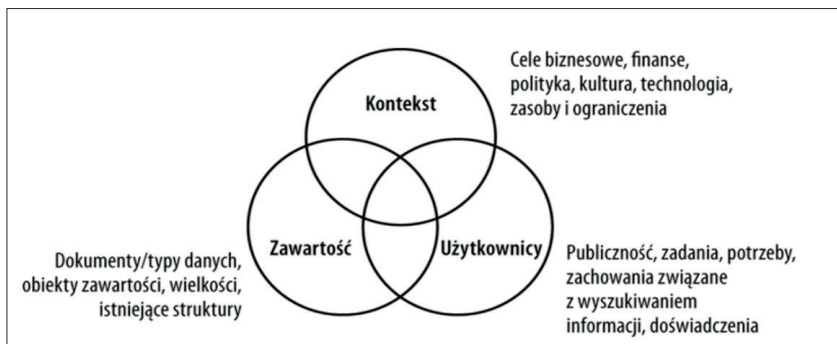 Kontekst
Cele biznesowe, finanse,
polityka, kultura, technologia,
zasoby i ograniczenia
Zawartość
Dokumenty/typy danych,
obiekty zawartości, wielkości,
istniejące struktury
Użytkownicy
Publiczność, zadania, potrzeby,
zachowania związane
z wyszukiwaniem
informacji, doświadczenia